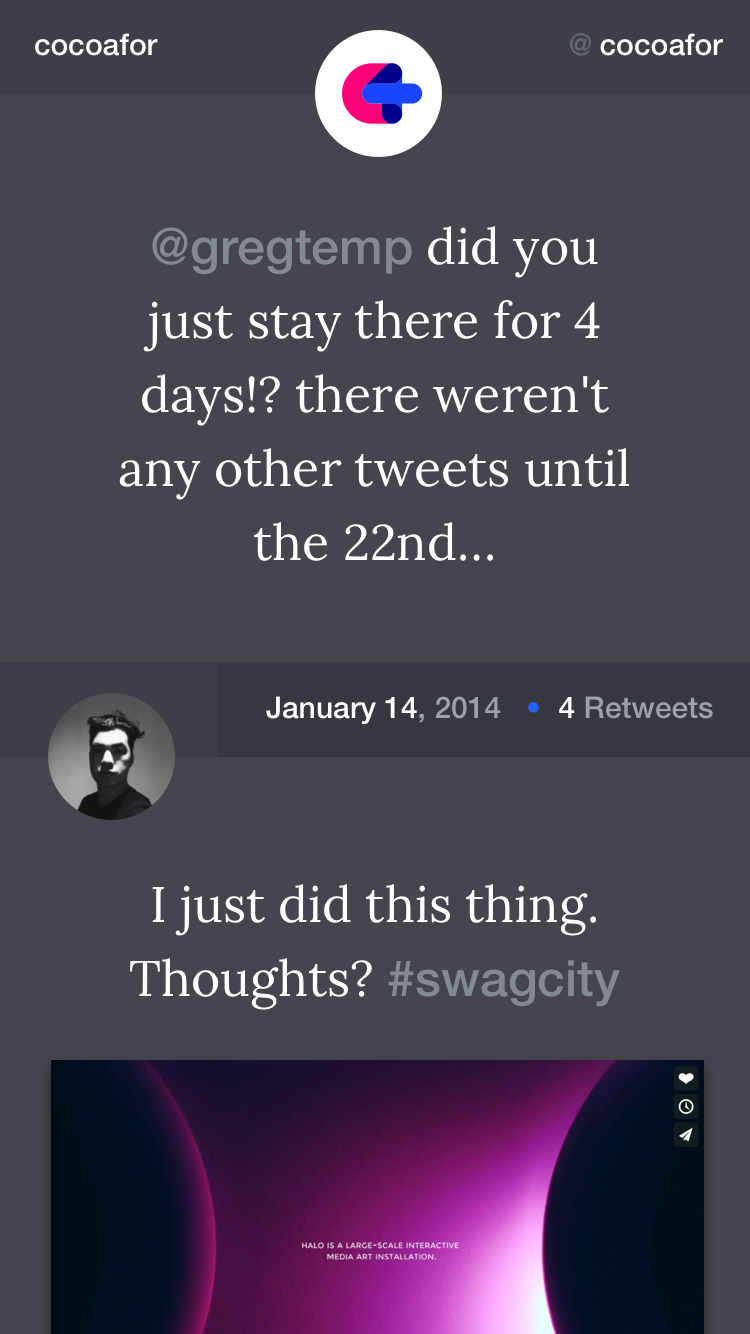 cocoafor
@ cocoafor
@gregtemp did you
just stay there for 4
days!? there weren't
any other tweets until
the 22nd...
January 14, 2014 • 4 Retweets
I just did this thing.
Thoughts? #swagcity
HALO IS A LARGE-SCALE INTERACTIVE
MEDIA ART INSTALLATION.